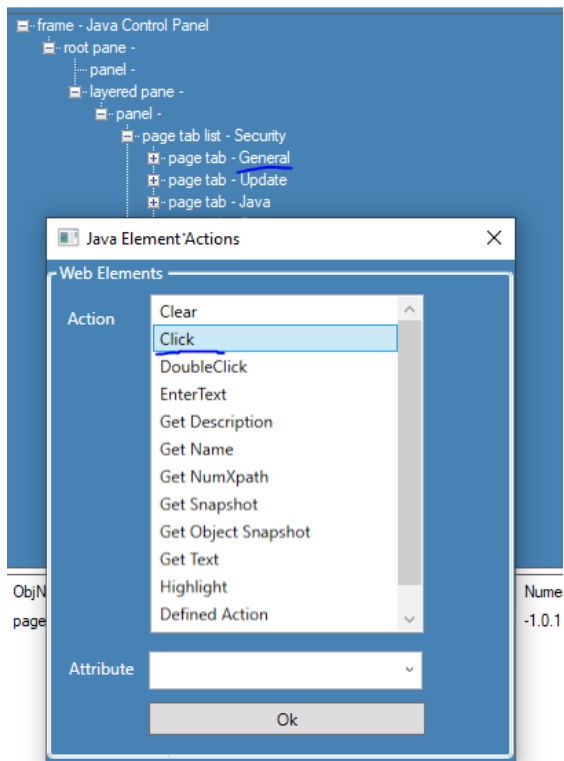 frame - Java Control Panel
root pane -
panel -
layered pane -
panel -
page tab list - Security
page tab - General
page tab - Update
page tab - Java
Java Element Actions
Web Elements
Action
Clear
Click
DoubleClick
EnterText
Get Description
Get Name
Get NumXpath
Get Snapshot
Get Object Snapshot
Get Text
Highlight
Defined Action
ObjN
Nume
page
-1.0.1
Attribute
Ok